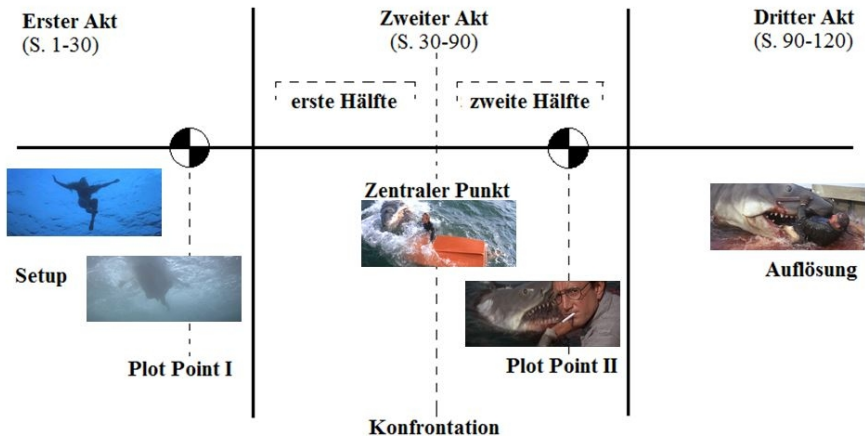 Erster Akt
(S. 1-30)
Zweiter Akt
(S. 30-90)
Dritter Akt
(S. 90-120)
erste Hälfte
zweite Hälfte
Zentraler Punkt
Setup
Auflösung
Plot Point I
Plot Point II
Konfrontation